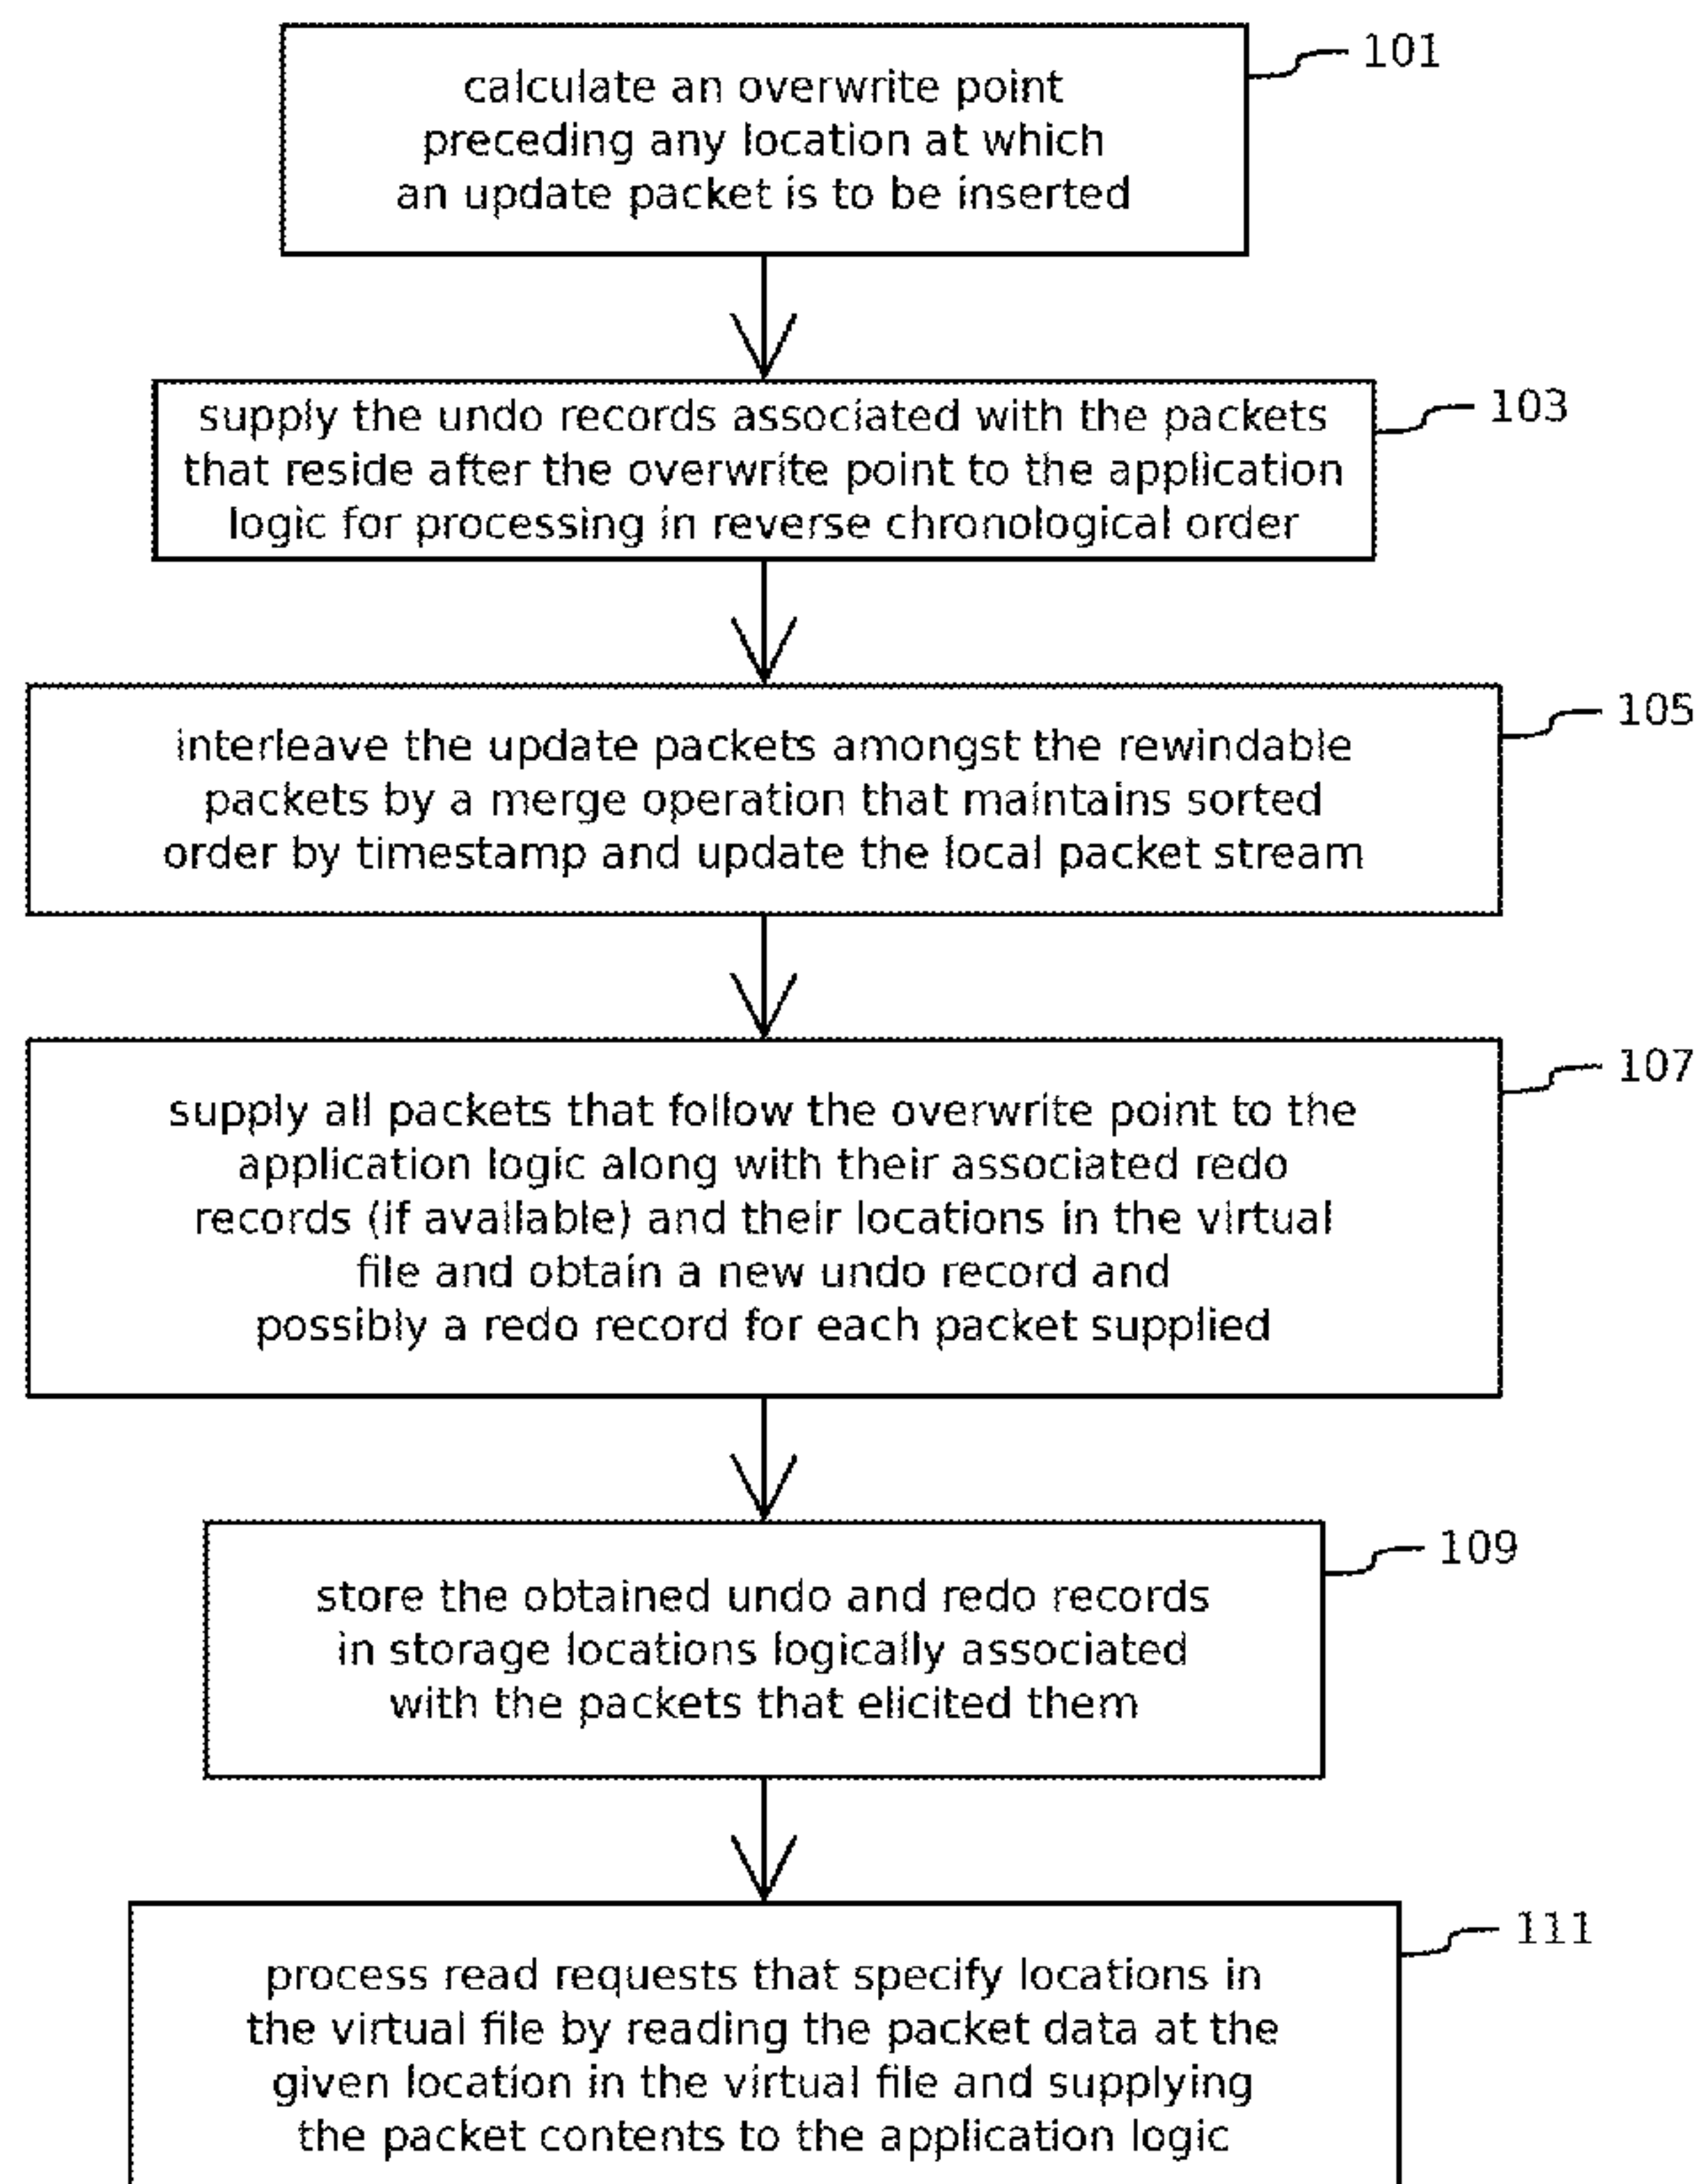 calculate an overwrite point
preceding any location at which
an update packet is to be inserted
101
supply the undo records associated with the packets
that reside after the overwrite point to the application
logic for processing in reverse chronological order
103
interleave the update packets amongst the rewindable
packets by a merge operation that maintains sorted
order by timestamp and update the local packet stream
105
supply all packets that follow the overwrite point to the
application logic along with their associated redo
records (if available) and their locations in the virtual
file and obtain a new undo record and
possibly a redo record for each packet supplied
107
store the obtained undo and redo records
in storage locations logically associated
with the packets that elicited them
109
process read requests that specify locations in
the virtual file by reading the packet data at the
given location in the virtual file and supplying
the packet contents to the application logic
111